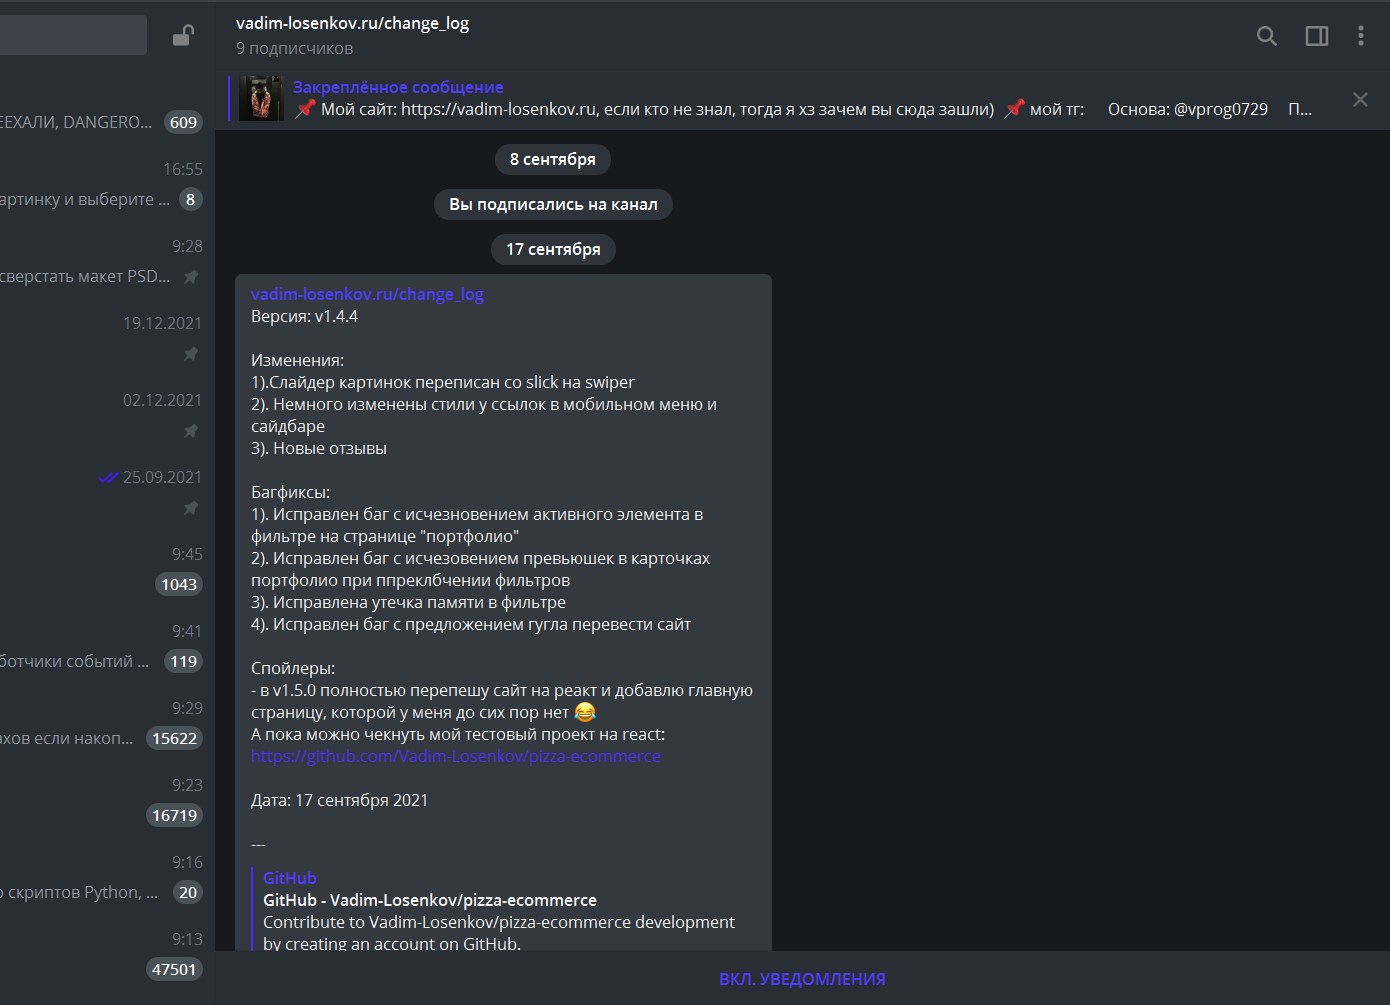 ЕЕХАЛИ, DANGERO... 609
16:55
артинку и выберите ... 8
9:28
сверстать макет PSD...
19.12.2021
02.12.2021
25.09.2021
9:45
1043
9:41
ботчики событий ... 119
9:29
ахов если накоп... 15622
9:23
16719
9:16
о скриптов Python, ... 20
9:13
47501
vadim-losenkov.ru/change_log
9 подписчиков
Закреплённое сообщение
📌 Мой сайт: https://vadim-losenkov.ru, если кто не знал, тогда я хз зачем вы сюда зашли) 📌 мой тг: Основа: @vprog0729 П...
8 сентября
Вы подписались на канал
17 сентября
vadim-losenkov.ru/change_log
Версия: v1.4.4
Изменения:
1).Слайдер картинок переписан со slick на swiper
2). Немного изменены стили у ссылок в мобильном меню и
сайдбаре
3). Новые отзывы
Багфиксы:
1). Исправлен баг с исчезновением активного элемента в
фильтре на странице "портфолио"
2). Исправлен баг с исчезовением превьюшек в карточках
портфолио при ппреклбчении фильтров
3). Исправлена утечка памяти в фильтре
4). Исправлен баг с предложением гугла перевести сайт
Спойлеры:
- в v1.5.0 полностью перепешу сайт на реакт и добавлю главную
страницу, которой у меня до сих пор нет 😂
А пока можно чекнуть мой тестовый проект на react:
https://github.com/Vadim-Losenkov/pizza-ecommerce
Дата: 17 сентября 2021
---
GitHub
GitHub - Vadim-Losenkov/pizza-ecommerce
Contribute to Vadim-Losenkov/pizza-ecommerce development
by creating an account on GitHub.
ВКЛ. УВЕДОМЛЕНИЯ